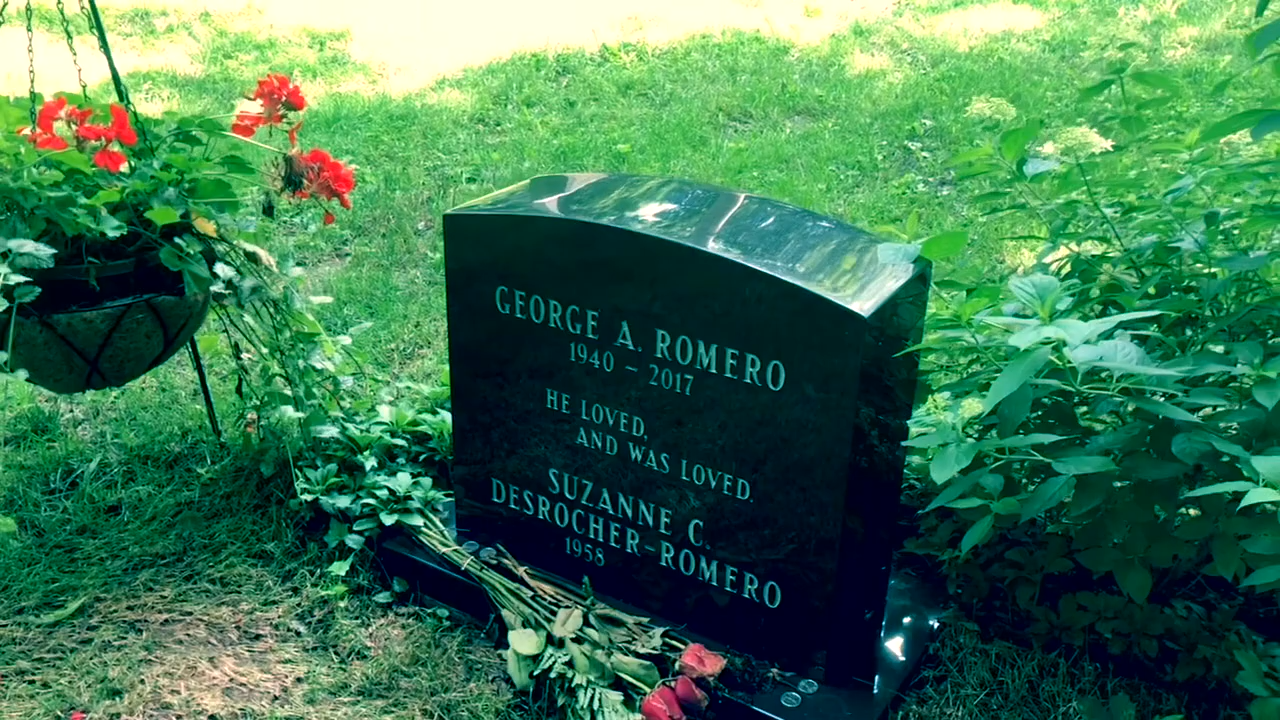 GEORGE A. ROMERO
1940 – 2017
HE LOVED,
AND WAS LOVED.
SUZANNE C.
DESROCHER-ROMERO
1958